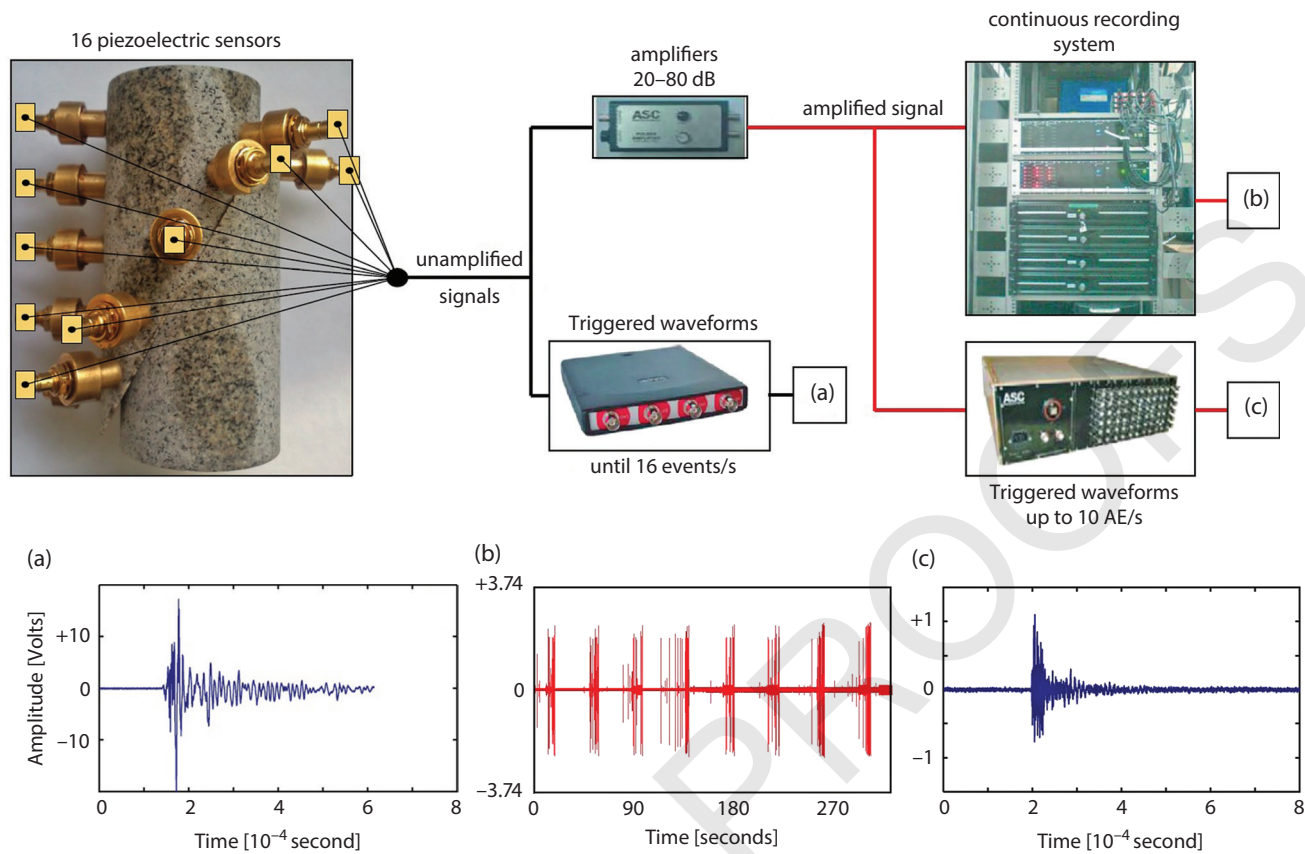 16 piezoelectric sensors
amplifiers
20–80 dB
continuous recording
system
ASC
PULSER
AMPLIFIER
amplified signal
(b)
unamplified
signals
Triggered waveforms
(a)
until 16 events/s
ASC
(c)
Triggered waveforms
up to 10 AE/s
(a)
Amplitude [Volts]
+10
0
−10
0
2
4
6
8
Time [10⁻⁴ second]
(b)
+3.74
0
−3.74
0
90
180
270
Time [seconds]
(c)
+1
0
−1
0
2
4
6
8
Time [10⁻⁴ second]
PROOFS